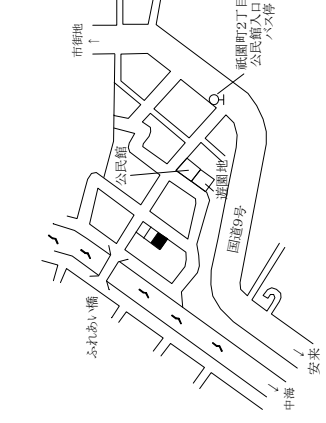 市街地
祇園町2丁目
公民館入口
バス停
公民館
遊園地
国道9号
ふれあい橋
安来
中海